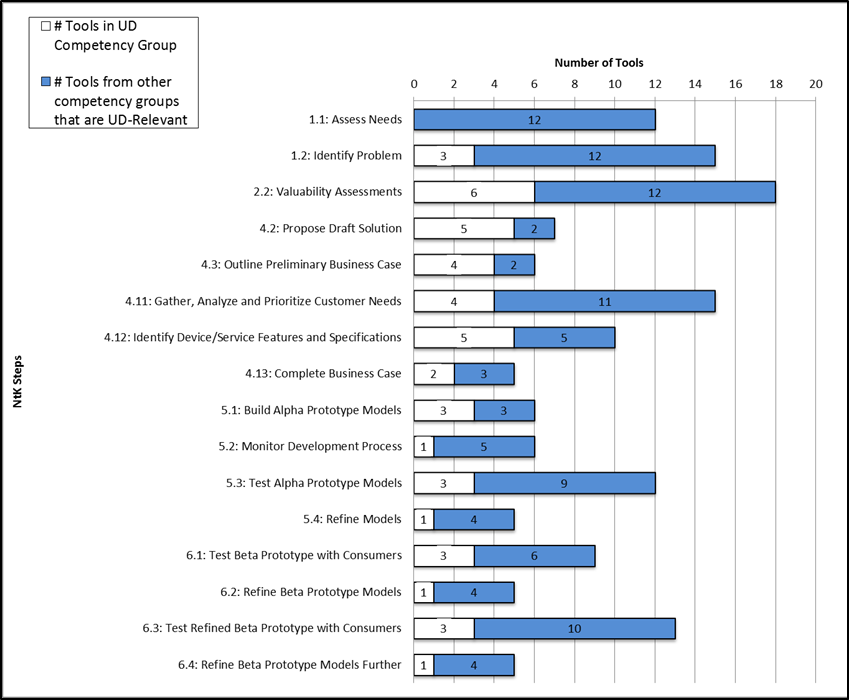 # Tools in UD
Competency Group
# Tools from other
competency groups
that are UD-Relevant
Number of Tools
0 2 4 6 8 10 12 14 16 18 20
NtK Steps
1.1: Assess Needs 12
1.2: Identify Problem 3 12
2.2: Valuability Assessments 6 12
4.2: Propose Draft Solution 5 2
4.3: Outline Preliminary Business Case 4 2
4.11: Gather, Analyze and Prioritize Customer Needs 4 11
4.12: Identify Device/Service Features and Specifications 5 5
4.13: Complete Business Case 2 3
5.1: Build Alpha Prototype Models 3 3
5.2: Monitor Development Process 1 5
5.3: Test Alpha Prototype Models 3 9
5.4: Refine Models 1 4
6.1: Test Beta Prototype with Consumers 3 6
6.2: Refine Beta Prototype Models 1 4
6.3: Test Refined Beta Prototype with Consumers 3 10
6.4: Refine Beta Prototype Models Further 1 4